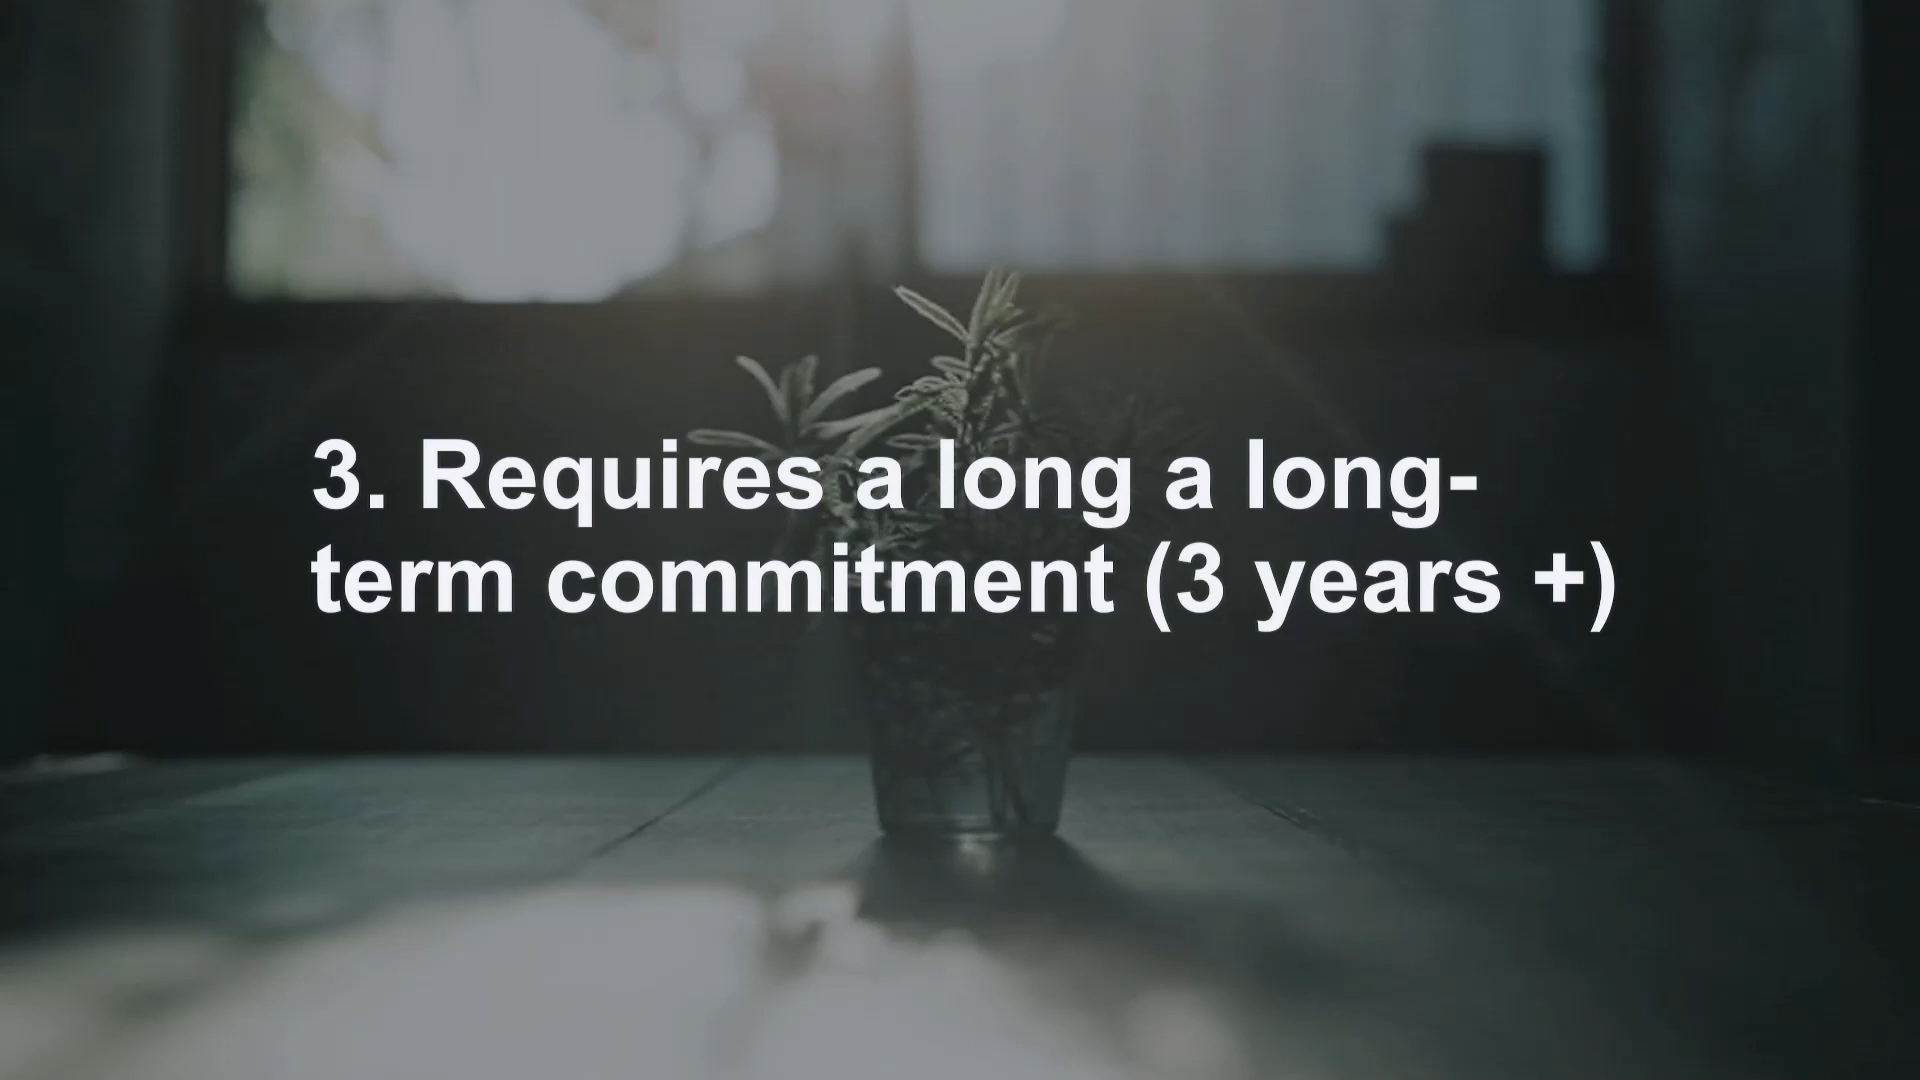 3. Requires a long a long-
term commitment (3 years +)